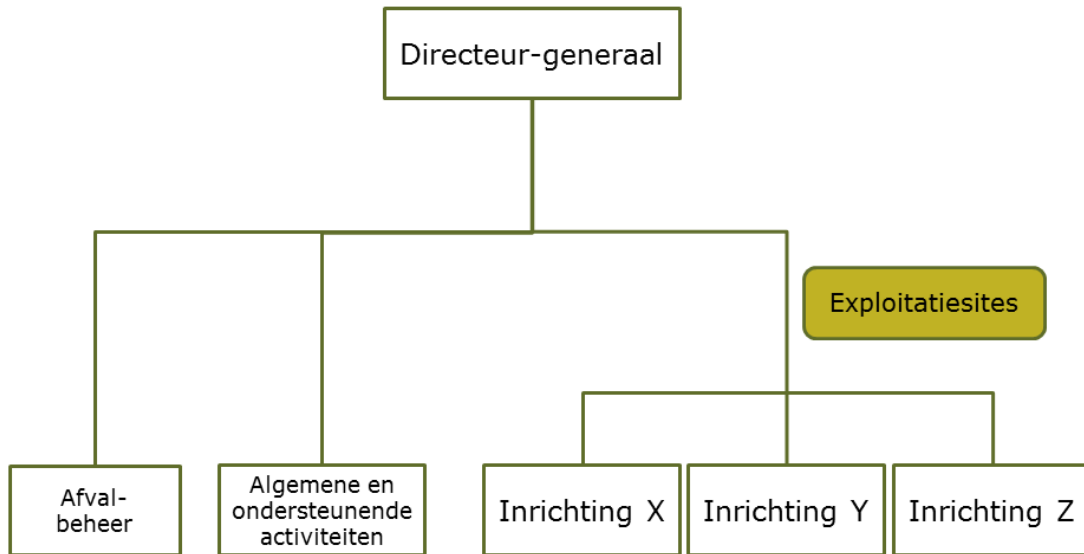 Directeur-generaal
Exploitatiesites
Afval-
beheer
Algemene en
ondersteunende
activiteiten
Inrichting X
Inrichting Y
Inrichting Z